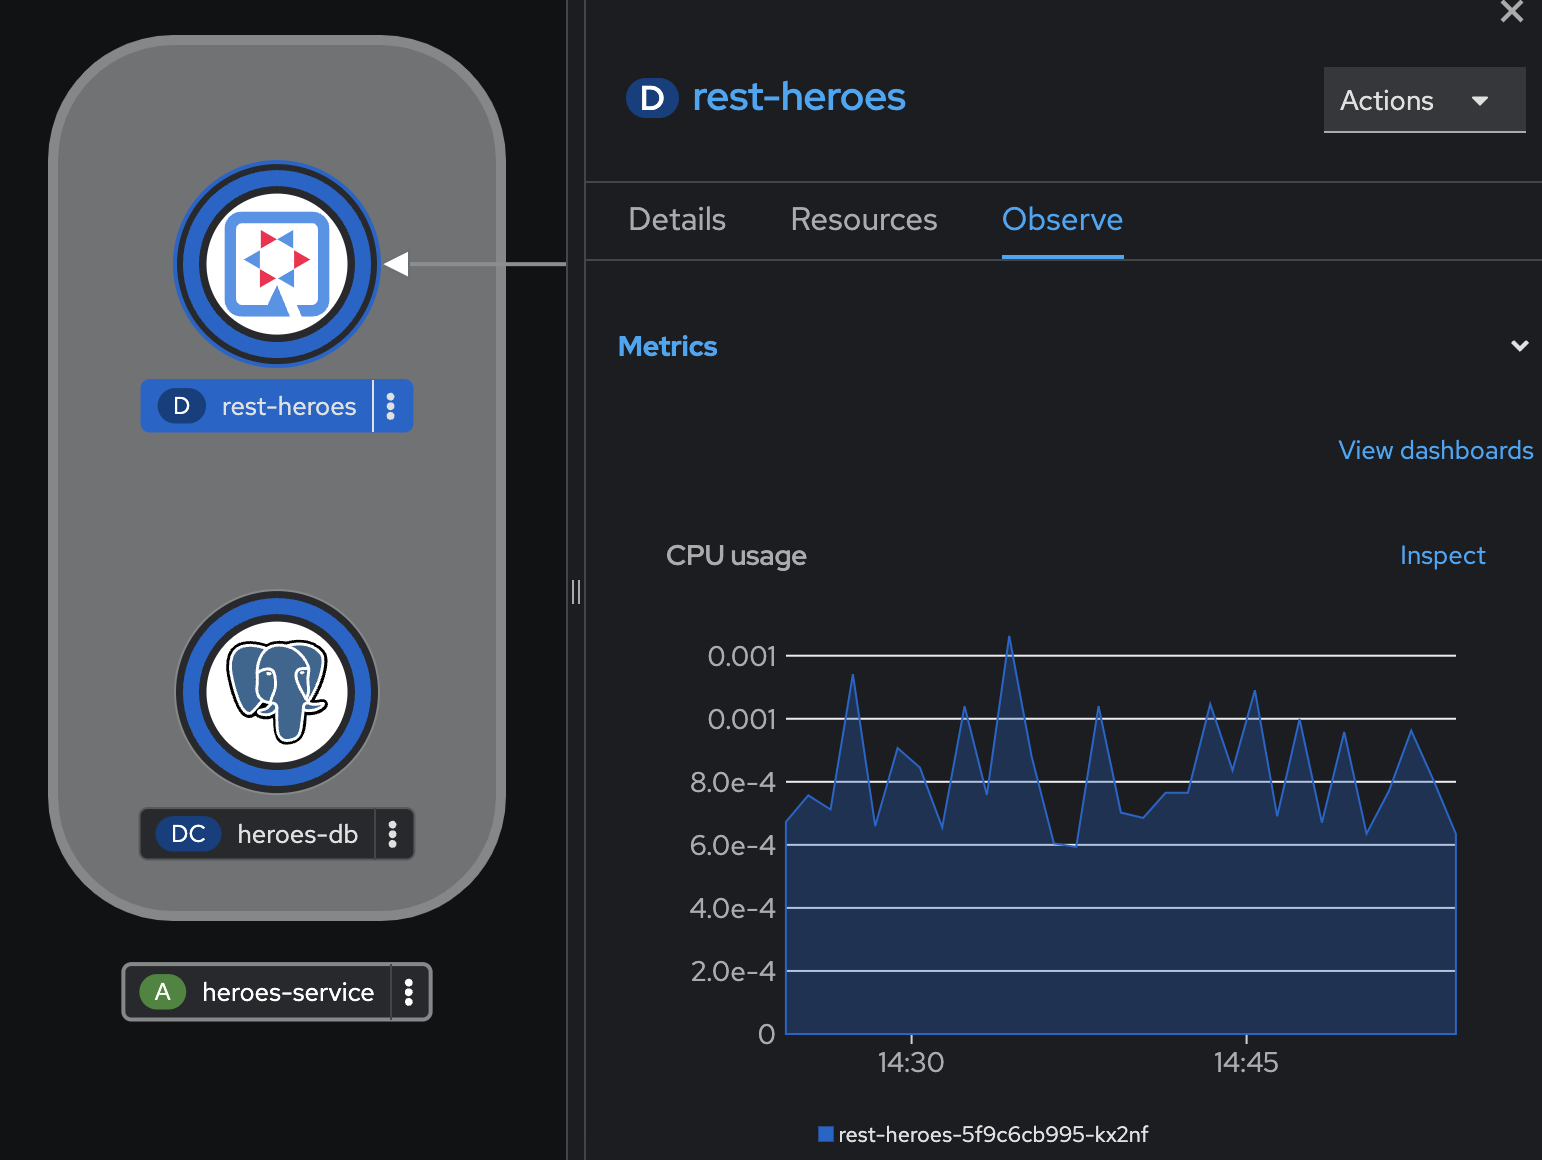 D rest-heroes
DC heroes-db
A heroes-service
D rest-heroes
Actions
Details Resources Observe
Metrics
View dashboards
CPU usage Inspect
0.001
0.001
8.0e-4
6.0e-4
4.0e-4
2.0e-4
0
14:30 14:45
rest-heroes-5f9c6cb995-kx2nf